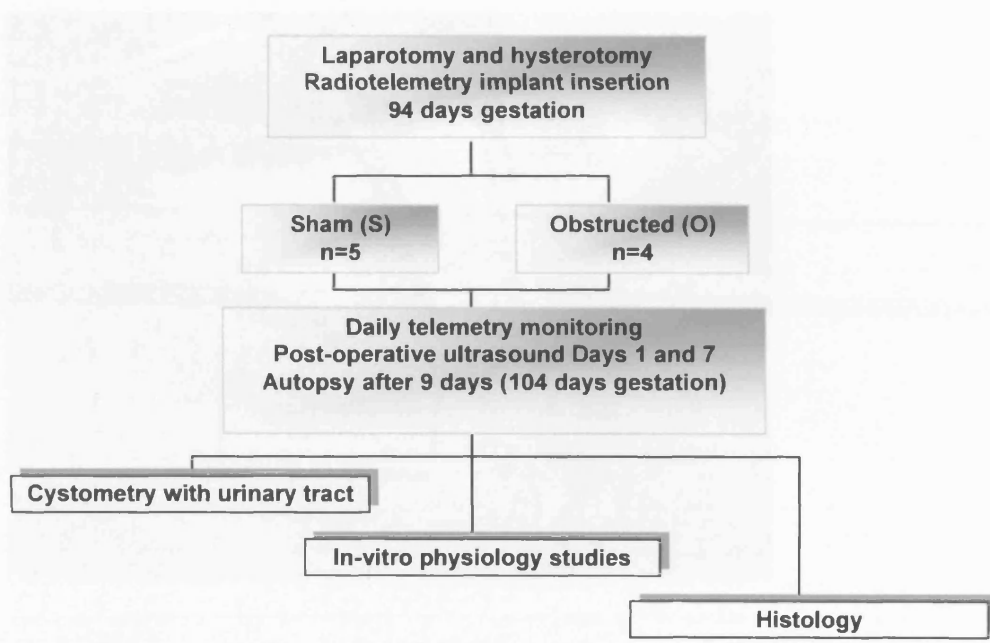 Laparotomy and hysterotomy
Radiotelemetry implant insertion
94 days gestation
Sham (S)
n=5
Obstructed (O)
n=4
Daily telemetry monitoring
Post-operative ultrasound Days 1 and 7
Autopsy after 9 days (104 days gestation)
Cystometry with urinary tract
In-vitro physiology studies
Histology